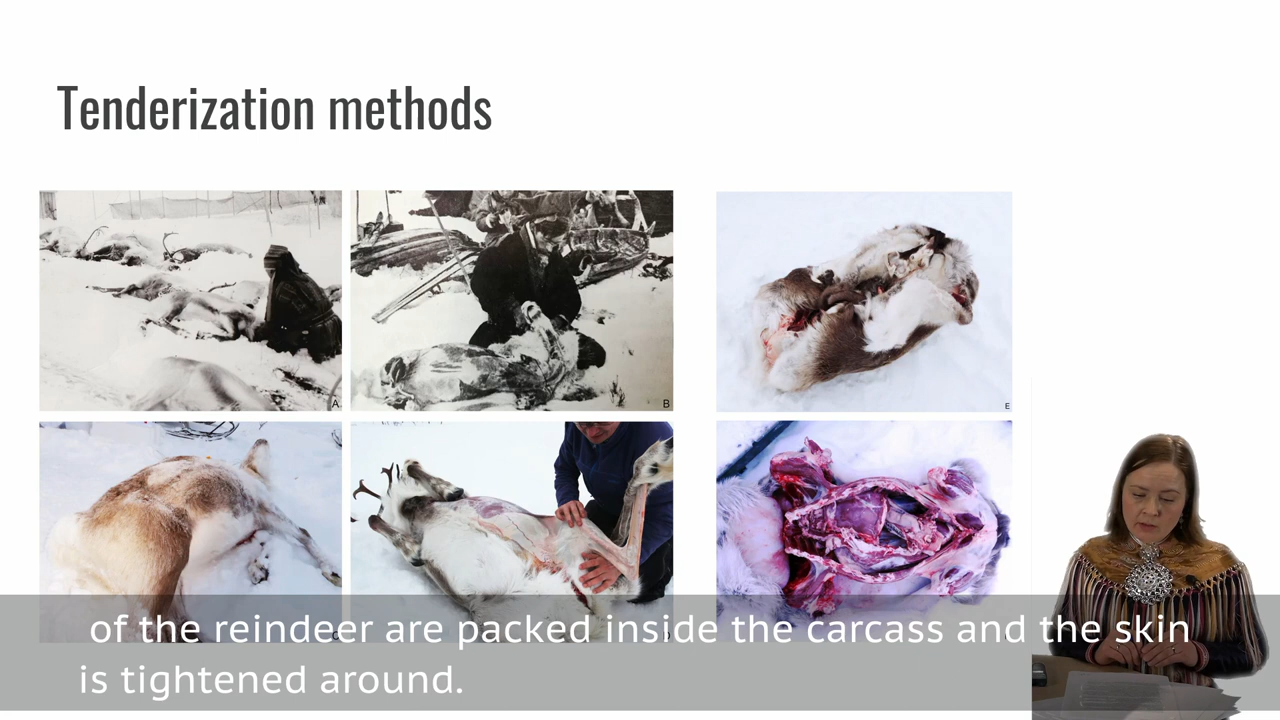 Tenderization methods
A
B
E
of the reindeer are packed inside the carcass and the skin
is tightened around.